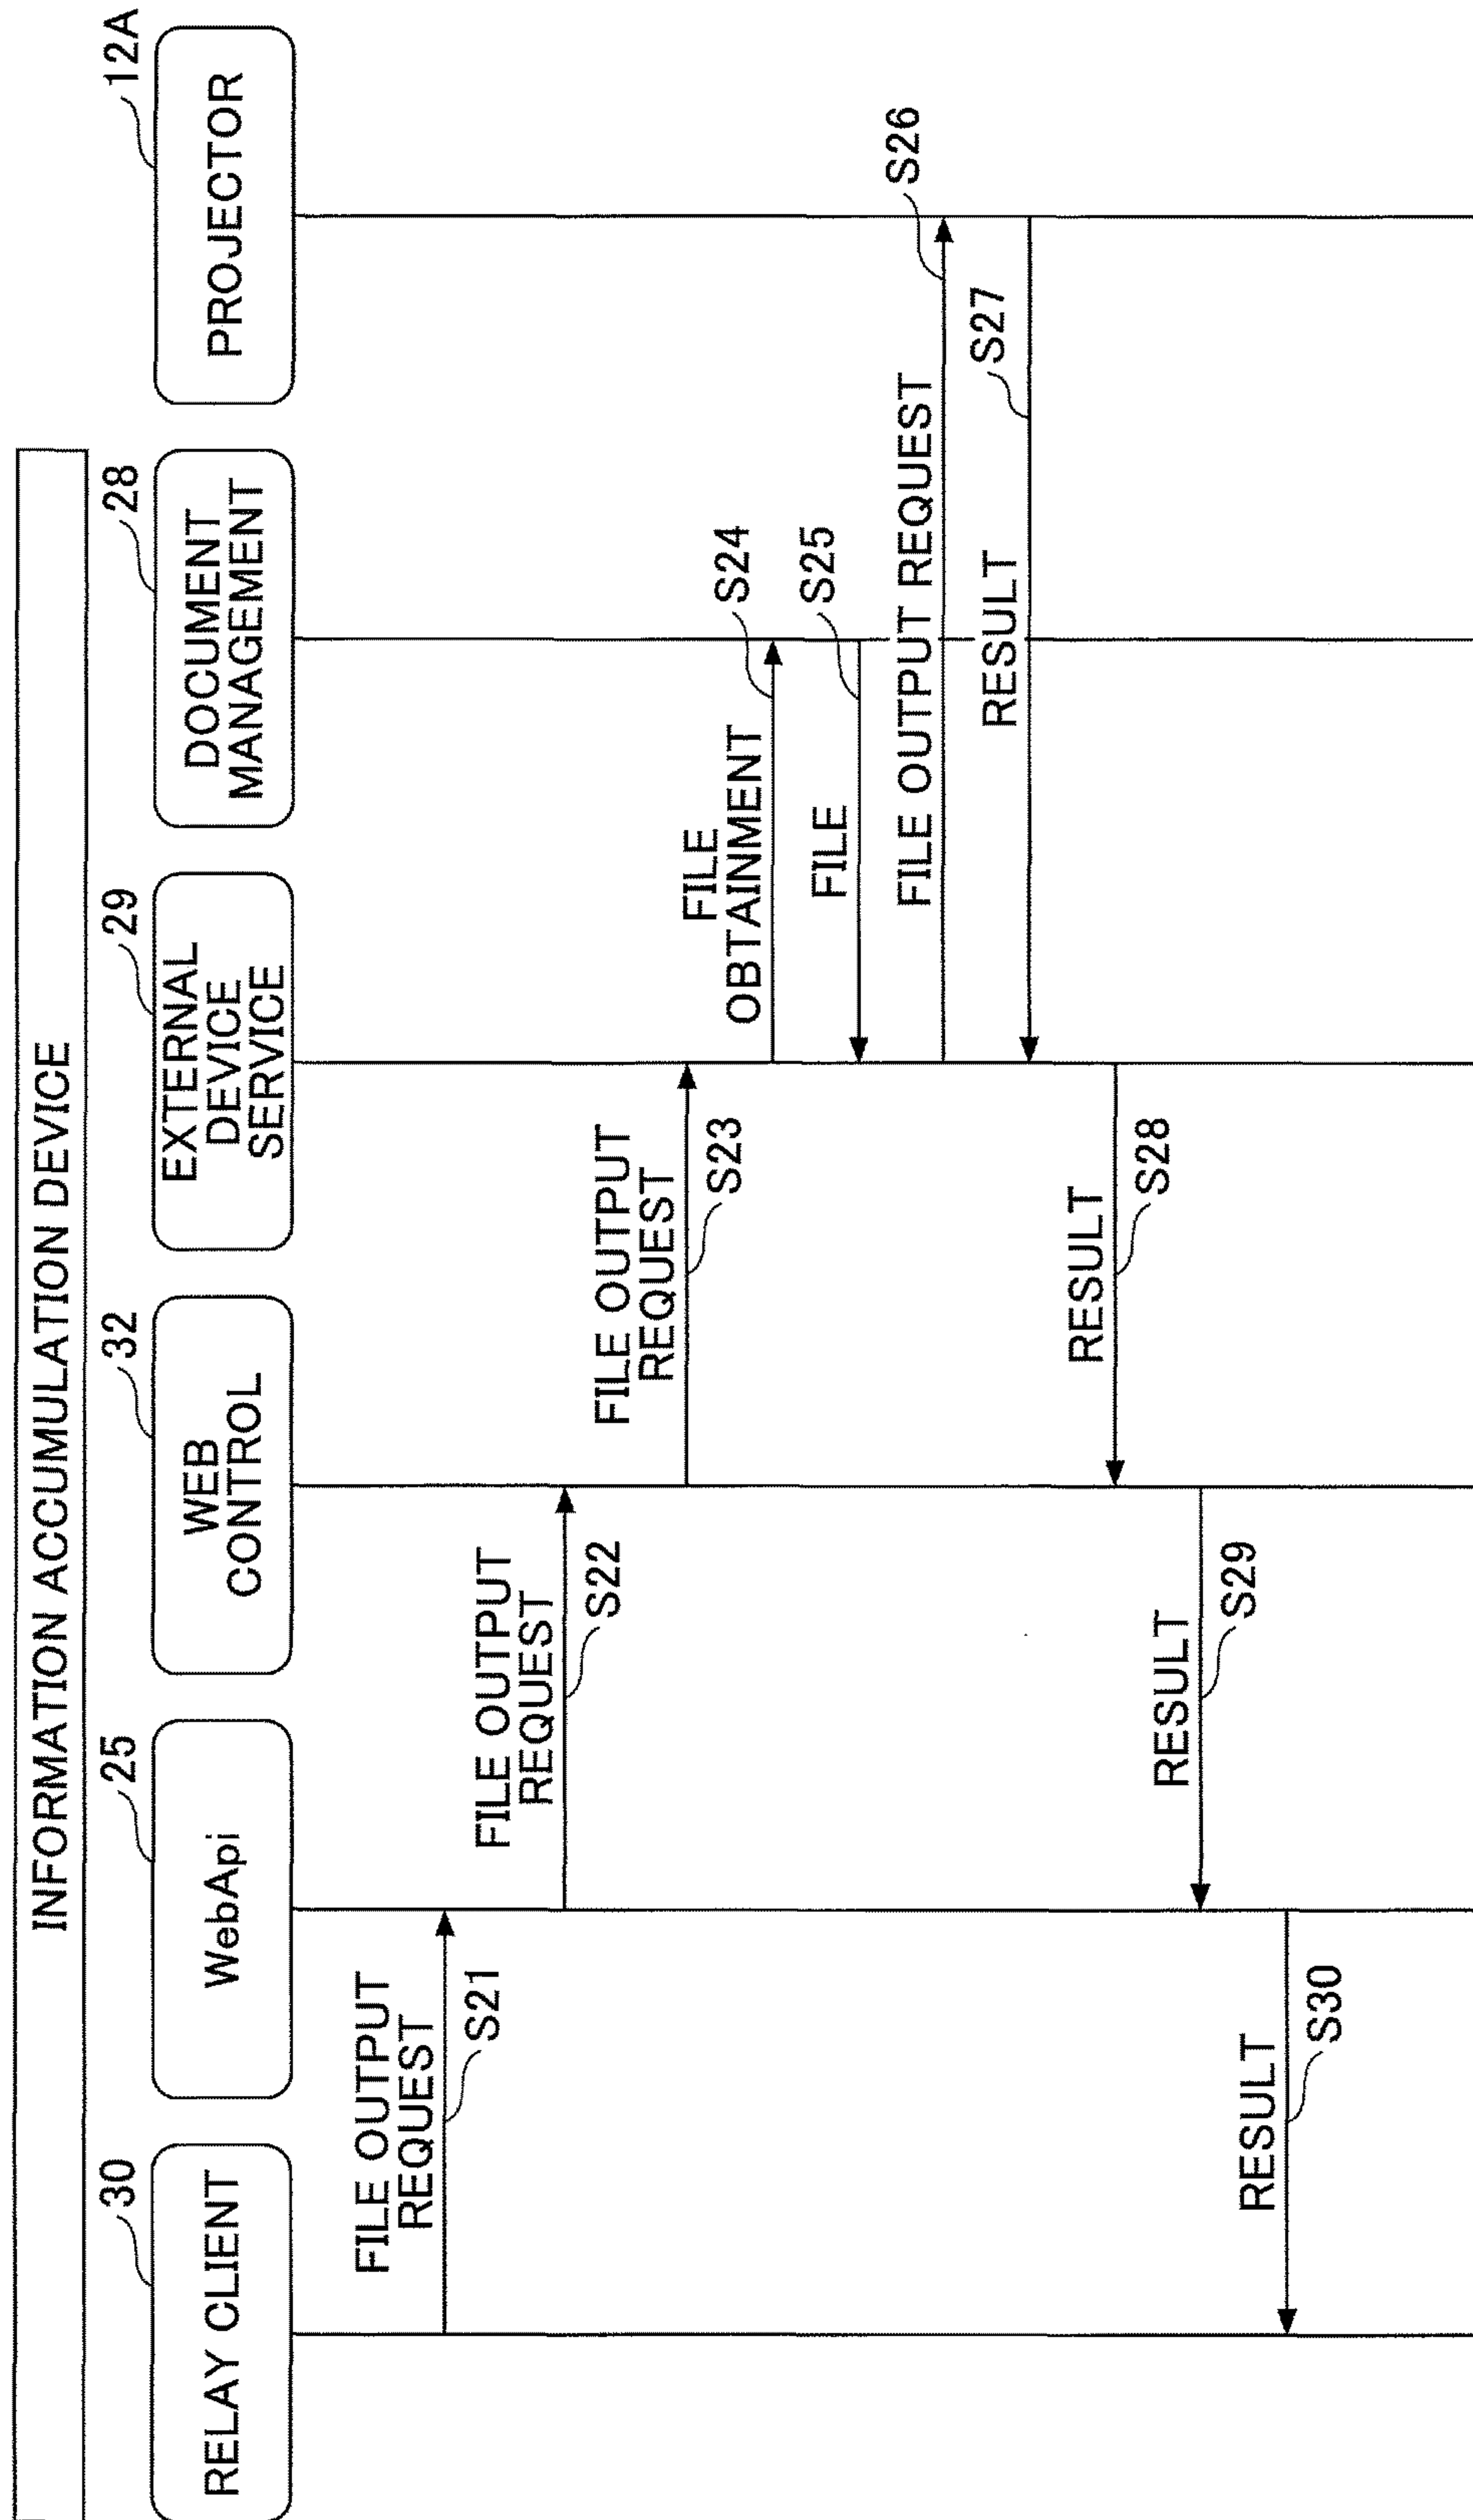 INFORMATION ACCUMULATION DEVICE
30
RELAY CLIENT
25
WebApi
32
WEB
CONTROL
29
EXTERNAL
DEVICE
SERVICE
28
DOCUMENT
MANAGEMENT
12A
PROJECTOR
FILE OUTPUT
REQUEST
S21
FILE OUTPUT
REQUEST
S22
FILE OUTPUT
REQUEST
S23
FILE
OBTAINMENT
S24
FILE
S25
FILE OUTPUT REQUEST
S26
RESULT
S27
RESULT
S28
RESULT
S29
RESULT
S30